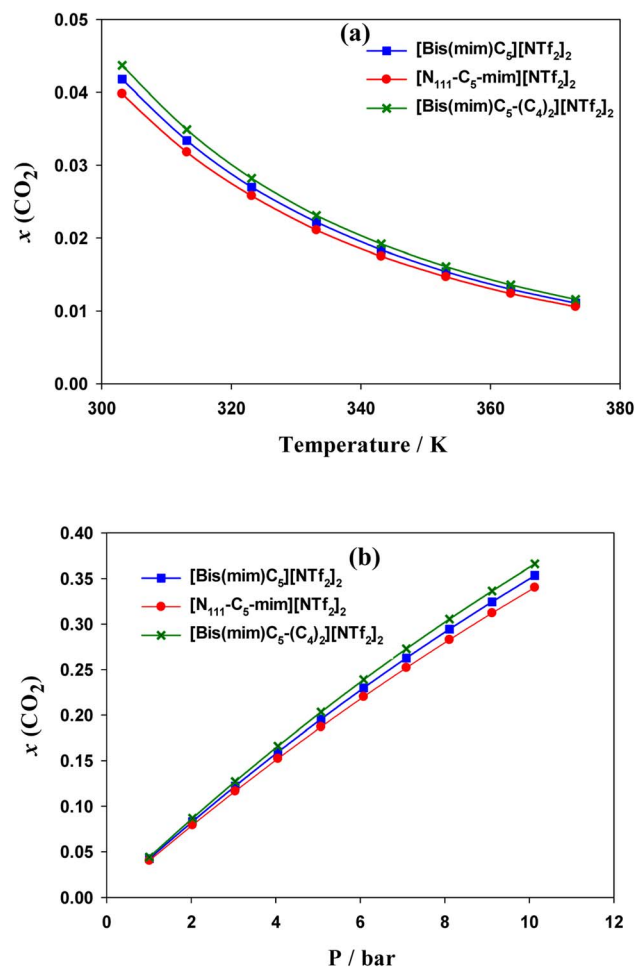 (a)
[Bis(mim)C5][NTf2]2
[N111-C5-mim][NTf2]2
[Bis(mim)C5-(C4)2][NTf2]2
x (CO2)
0.05
0.04
0.03
0.02
0.01
0.00
300
320
340
360
380
Temperature / K
(b)
[Bis(mim)C5][NTf2]2
[N111-C5-mim][NTf2]2
[Bis(mim)C5-(C4)2][NTf2]2
x (CO2)
0.40
0.35
0.30
0.25
0.20
0.15
0.10
0.05
0.00
0
2
4
6
8
10
12
P / bar